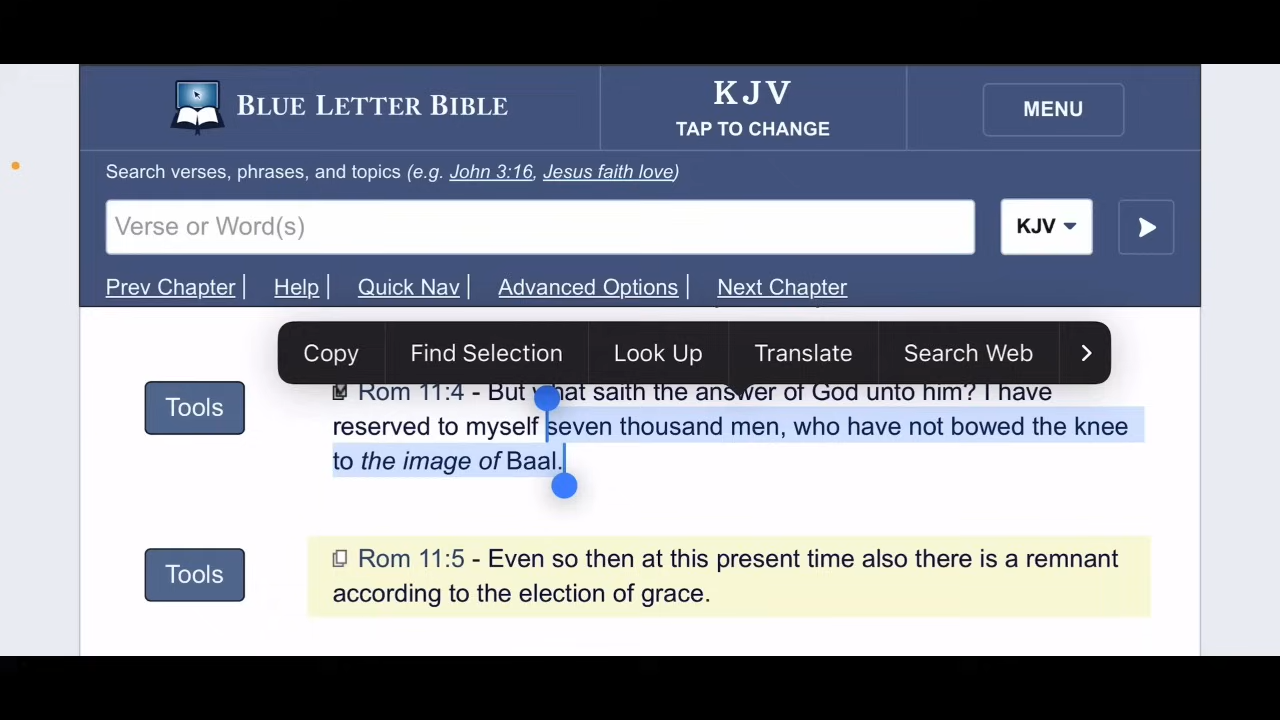 BLUE LETTER BIBLE
KJV
TAP TO CHANGE
MENU
Search verses, phrases, and topics (e.g. John 3:16, Jesus faith love)
Verse or Word(s)
KJV
Prev Chapter| Help| Quick Nav| Advanced Options| Next Chapter
Copy Find Selection Look Up Translate Search Web
Tools
Rom 11:4 - But what saith the answer of God unto him? I have
reserved to myself seven thousand men, who have not bowed the knee
to the image of Baal.
Tools
Rom 11:5 - Even so then at this present time also there is a remnant
according to the election of grace.